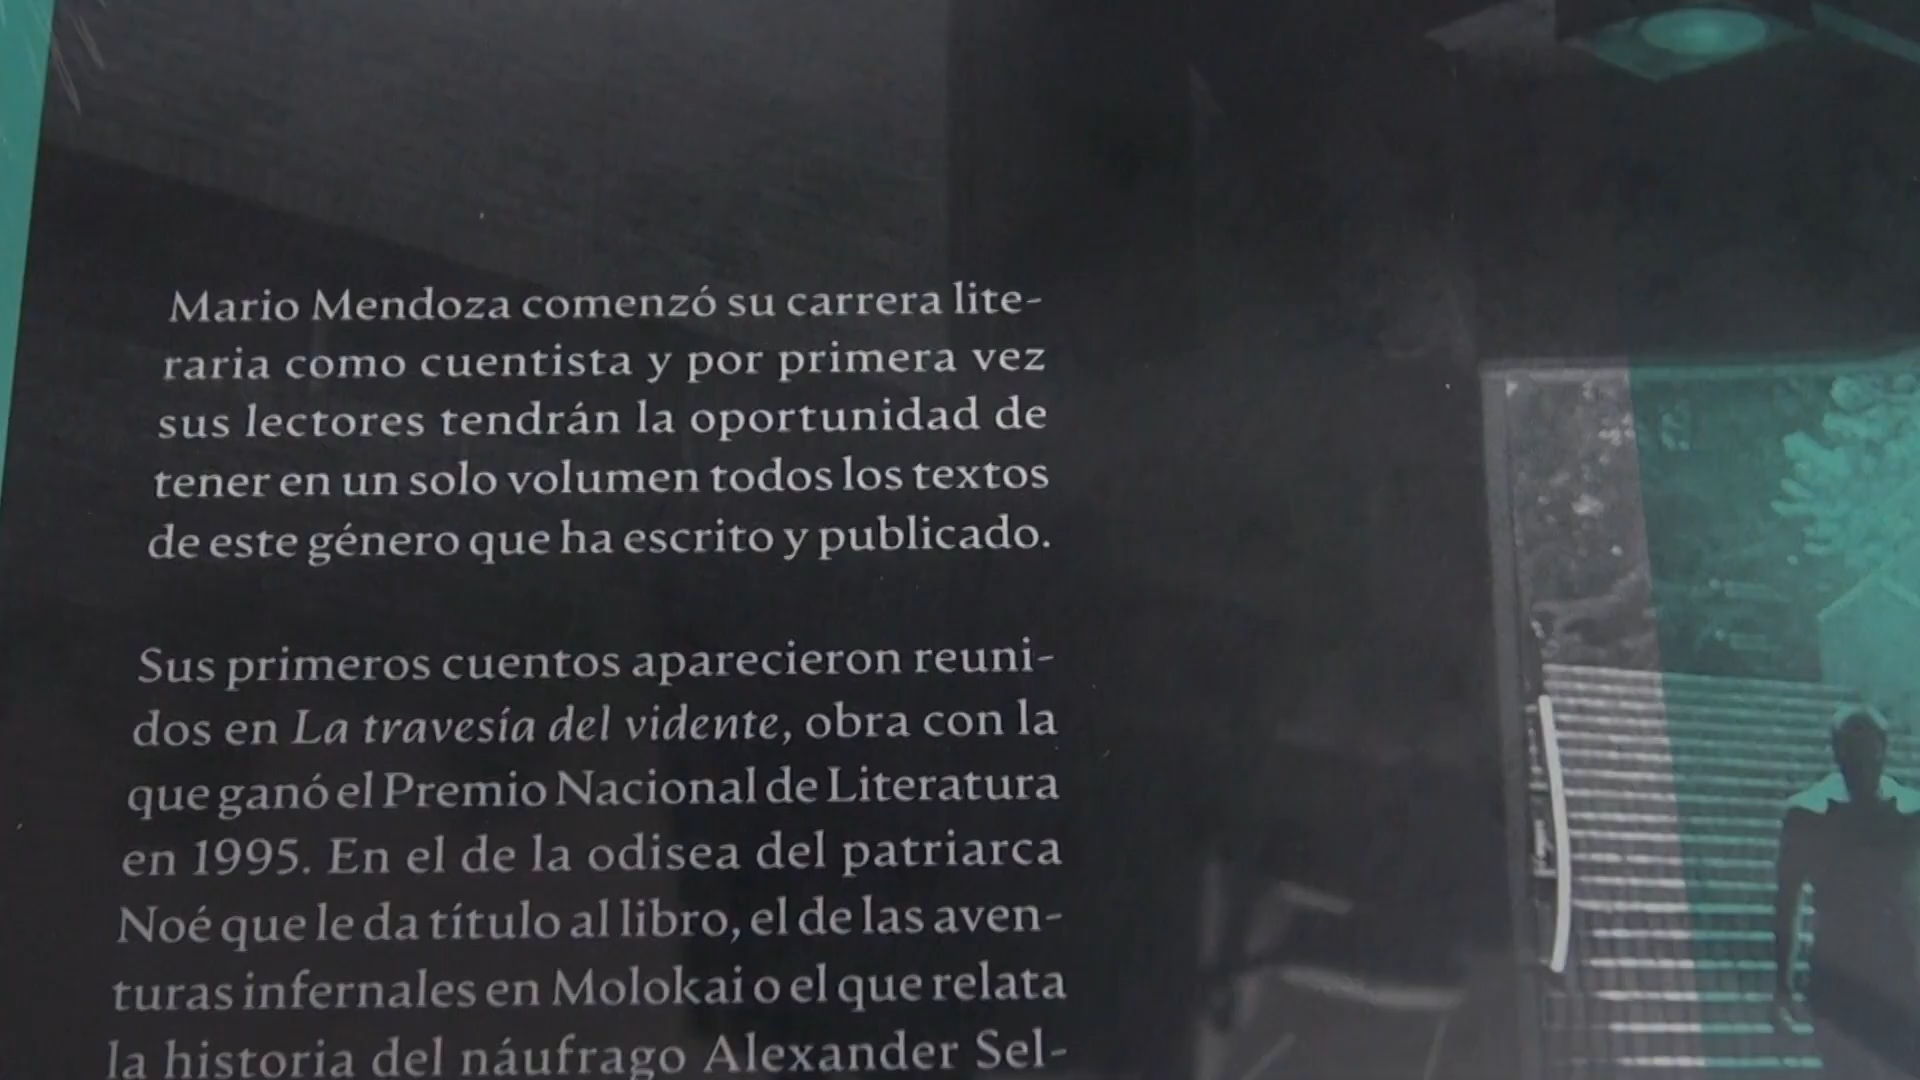 Mario Mendoza comenzó su carrera lite-
raria como cuentista y por primera vez
sus lectores tendrán la oportunidad de
tener en un solo volumen todos los textos
de este género que ha escrito y publicado.
Sus primeros cuentos aparecieron reuni-
dos en La travesía del vidente, obra con la
que ganó el Premio Nacional de Literatura
en 1995. En el de la odisea del patriarca
Noé que le da título al libro, el de las aven-
turas infernales en Molokai o el que relata
la historia del náufrago Alexander Sel-